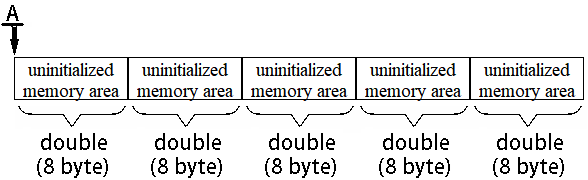 A
uninitialized uninitialized uninitialized uninitialized uninitialized
memory area memory area memory area memory area memory area
double double double double double
(8 byte) (8 byte) (8 byte) (8 byte) (8 byte)